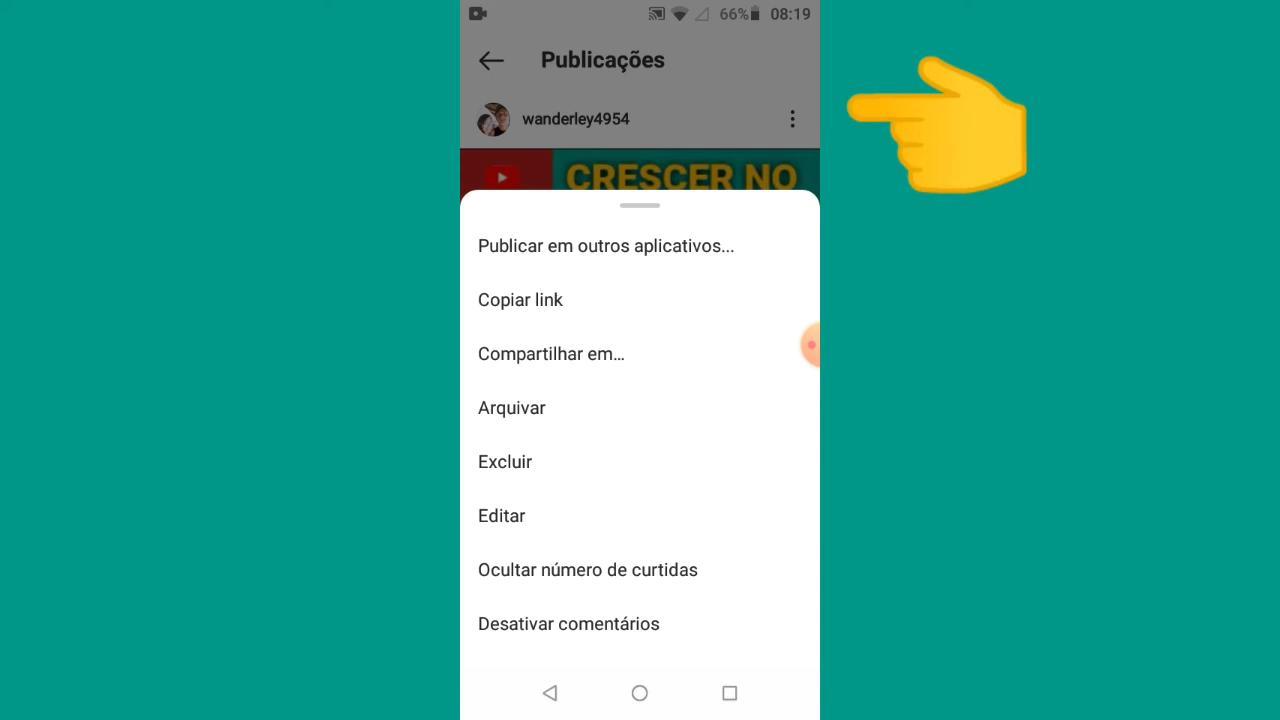 66% 08:19
Publicações
wanderley4954
CRESCER NO
Publicar em outros aplicativos...
Copiar link
Compartilhar em...
Arquivar
Excluir
Editar
Ocultar número de curtidas
Desativar comentários